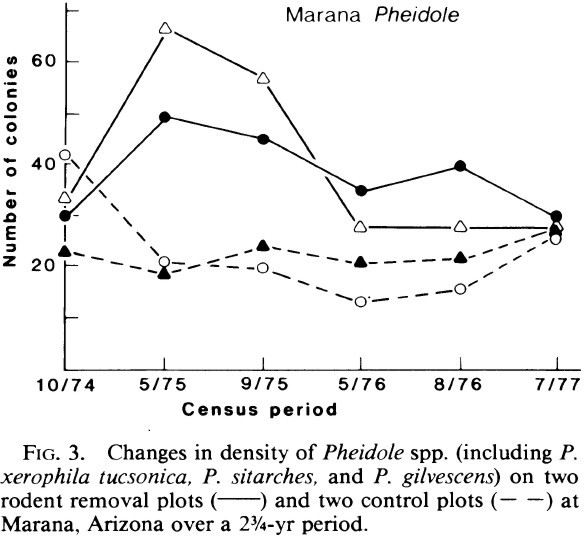 Marana Pheidole
Number of colonies
60
40
20
10/74 5/75 9/75 5/76 8/76 7/77
Census period
FIG. 3. Changes in density of Pheidole spp. (including P.
xerophila tucsonica, P. sitarches, and P. gilvescens) on two
rodent removal plots (——) and two control plots (– –) at
Marana, Arizona over a 2¾-yr period.